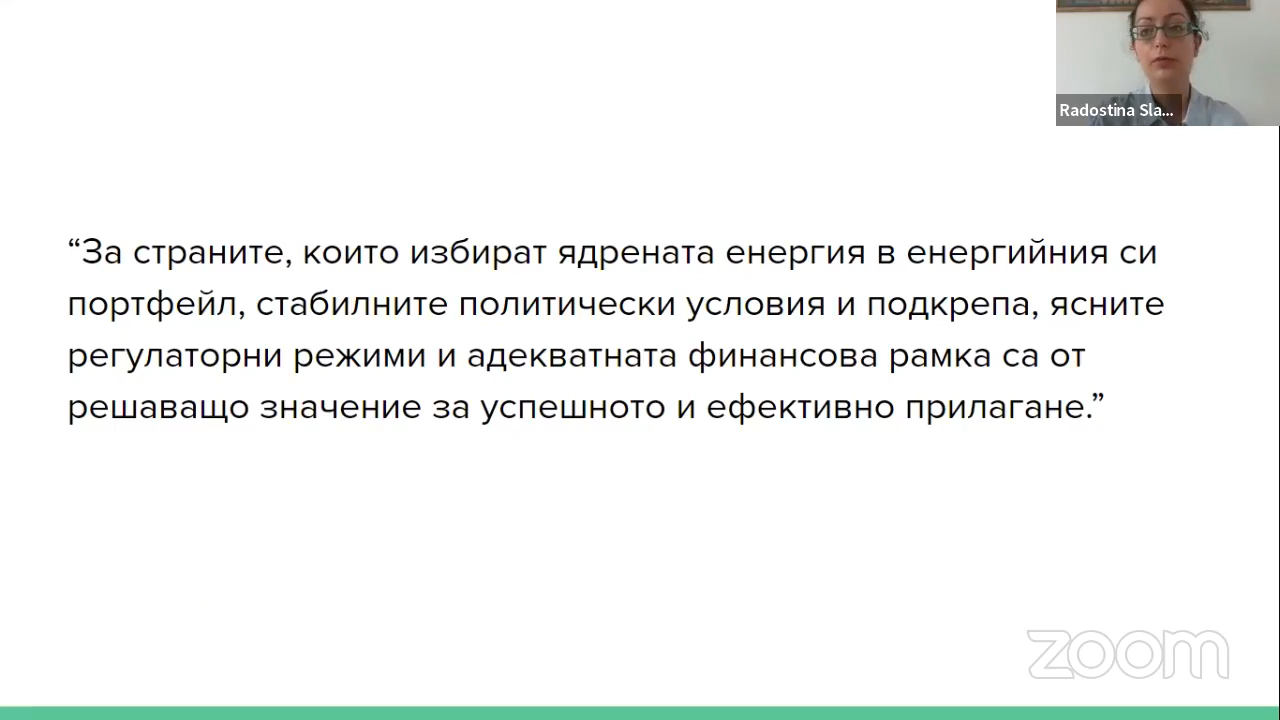 Radostina Sla...
“За страните, които избират ядрената енергия в енергийния си
портфейл, стабилните политически условия и подкрепа, ясните
регулаторни режими и адекватната финансова рамка са от
решаващо значение за успешното и ефективно прилагане.”
zoom